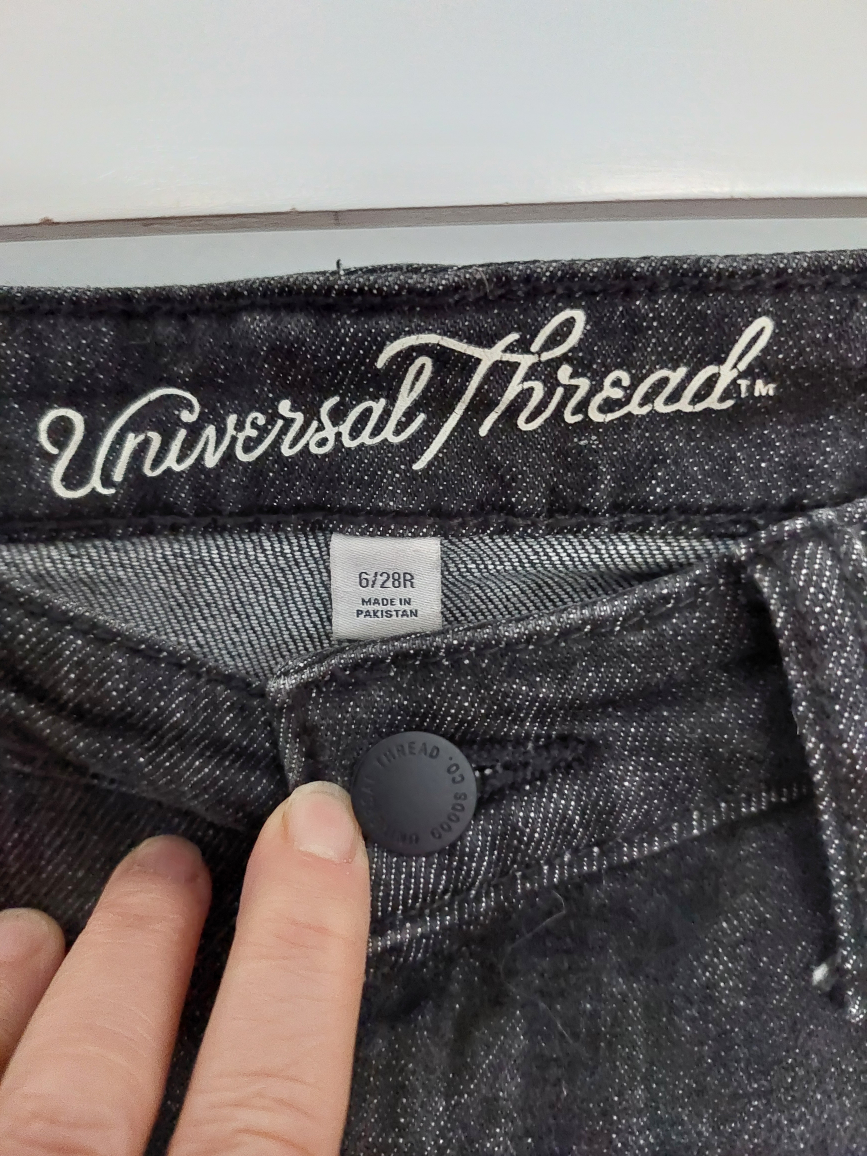 Universal Thread™
6/28R
MADE IN
PAKISTAN
THREAD CO. GOODS